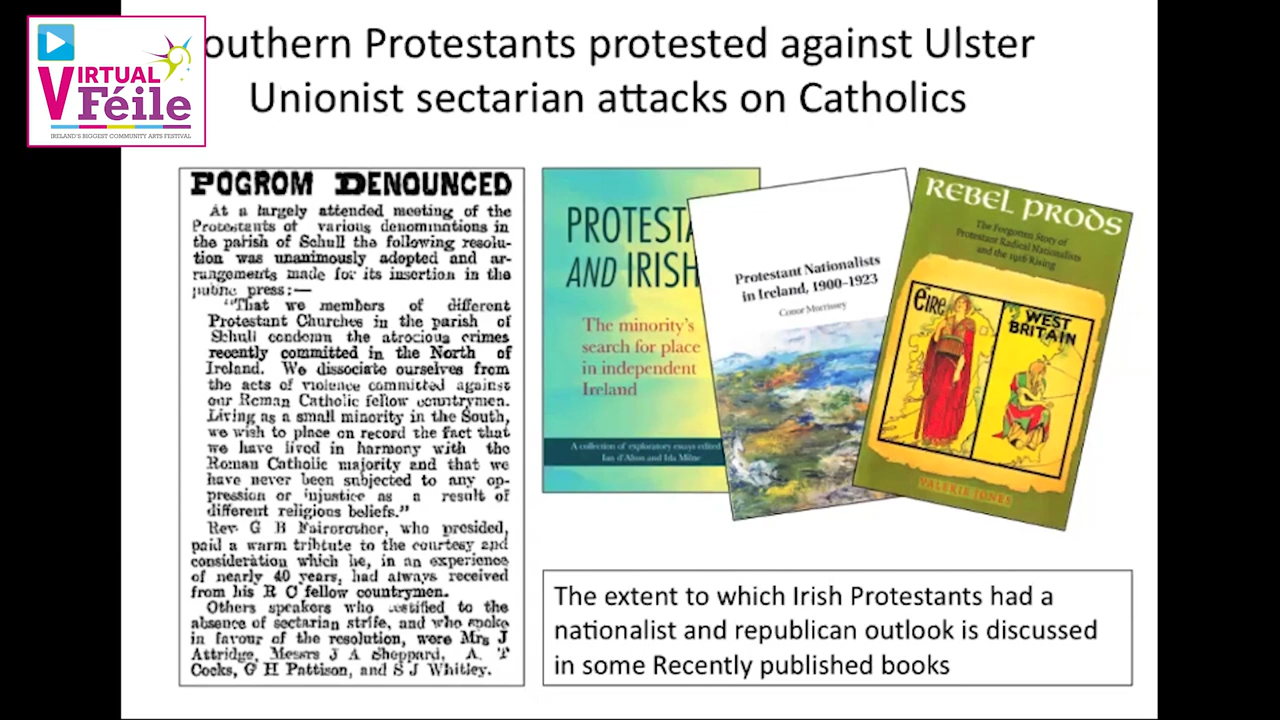 VIRTUAL
Féile
IRELAND'S BIGGEST COMMUNITY ARTS FESTIVAL
outhern Protestants protested against Ulster
Unionist sectarian attacks on Catholics
POGROM DENOUNCED
At a largely attended meeting of the
Protestants of various denominations in
the parish of Schull the following resolu-
tion was unanimously adopted and ar-
rangements made for its insertion in the
public press:—
"That we members of different
Protestant Churches in the parish of
Schull condemn the atrocious crimes
recently committed in the North of
Ireland. We dissociate ourselves from
the acts of violence committed against
our Roman Catholic fellow countrymen.
Living as a small minority in the South,
we wish to place on record the fact that
we have lived in harmony with the
Roman Catholic majority and that we
have never been subjected to any op-
pression or injustice as a result of
different religious beliefs."
Rev G B, who presided,
paid a warm tribtute to the courtesy and
consideration which he, in an experience
of nearly 40 years, had always received
from his R C fellow countrymen.
Others speakers who testified to the
absence of sectarian strife, and who spoke
in favour of the resolution, were Mrs J
Attridge, Messrs J A Sheppard, A. T
Cocks, G H Pattison, and S J Whitley.
PROTESTA
AND IRISH
The minority's
search for place
in independent
Ireland
A collection of exploratory essays edited
Ian d'Alton and Ida Milne
Protestant Nationalists
in Ireland, 1900–1923
Conor Morrissey
REBEL PRODS
The Forgotten Story of
Protestant Radical Nationalists
and the 1916 Rising
éire
WEST
BRITAIN
VALERIE JONES
The extent to which Irish Protestants had a
nationalist and republican outlook is discussed
in some Recently published books